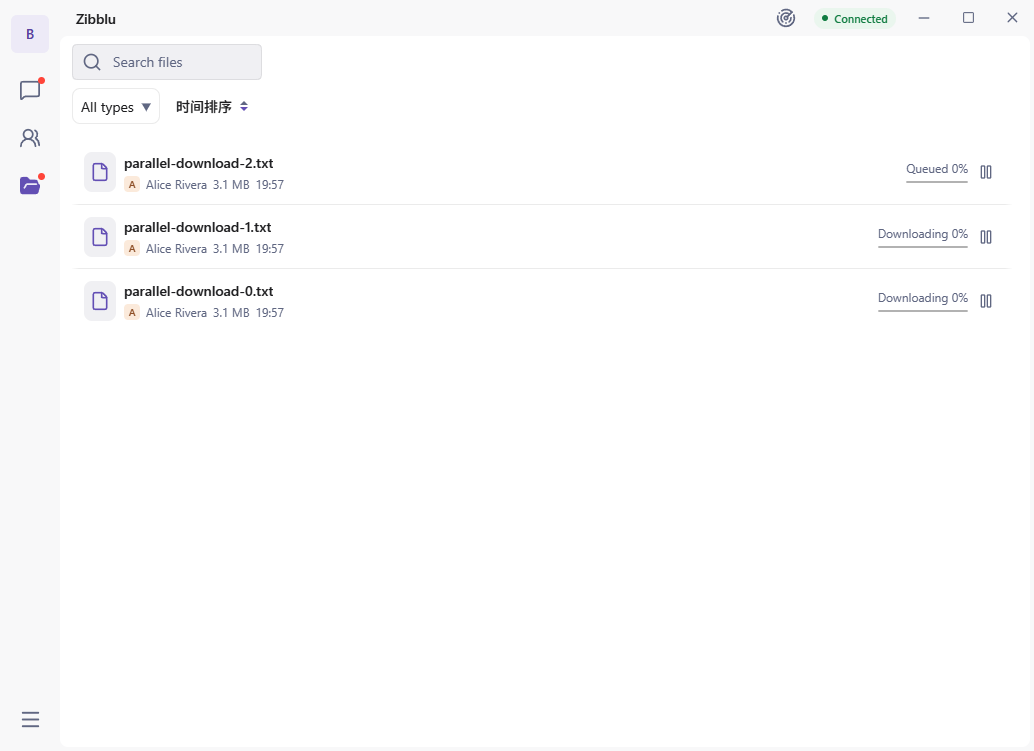 B
Zibblu
Connected
Search files
All types
时间排序
parallel-download-2.txt
A Alice Rivera 3.1 MB 19:57
Queued 0%
parallel-download-1.txt
A Alice Rivera 3.1 MB 19:57
Downloading 0%
parallel-download-0.txt
A Alice Rivera 3.1 MB 19:57
Downloading 0%